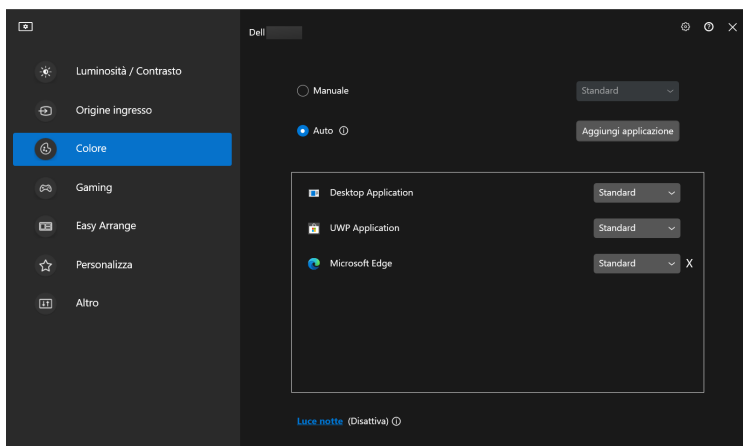 Dell
Luminosità / Contrasto
Origine ingresso
Colore
Gaming
Easy Arrange
Personalizza
Altro
Manuale
Standard
Auto
Aggiungi applicazione
Desktop Application
Standard
UWP Application
Standard
Microsoft Edge
Standard
X
Luce notte (Disattiva)